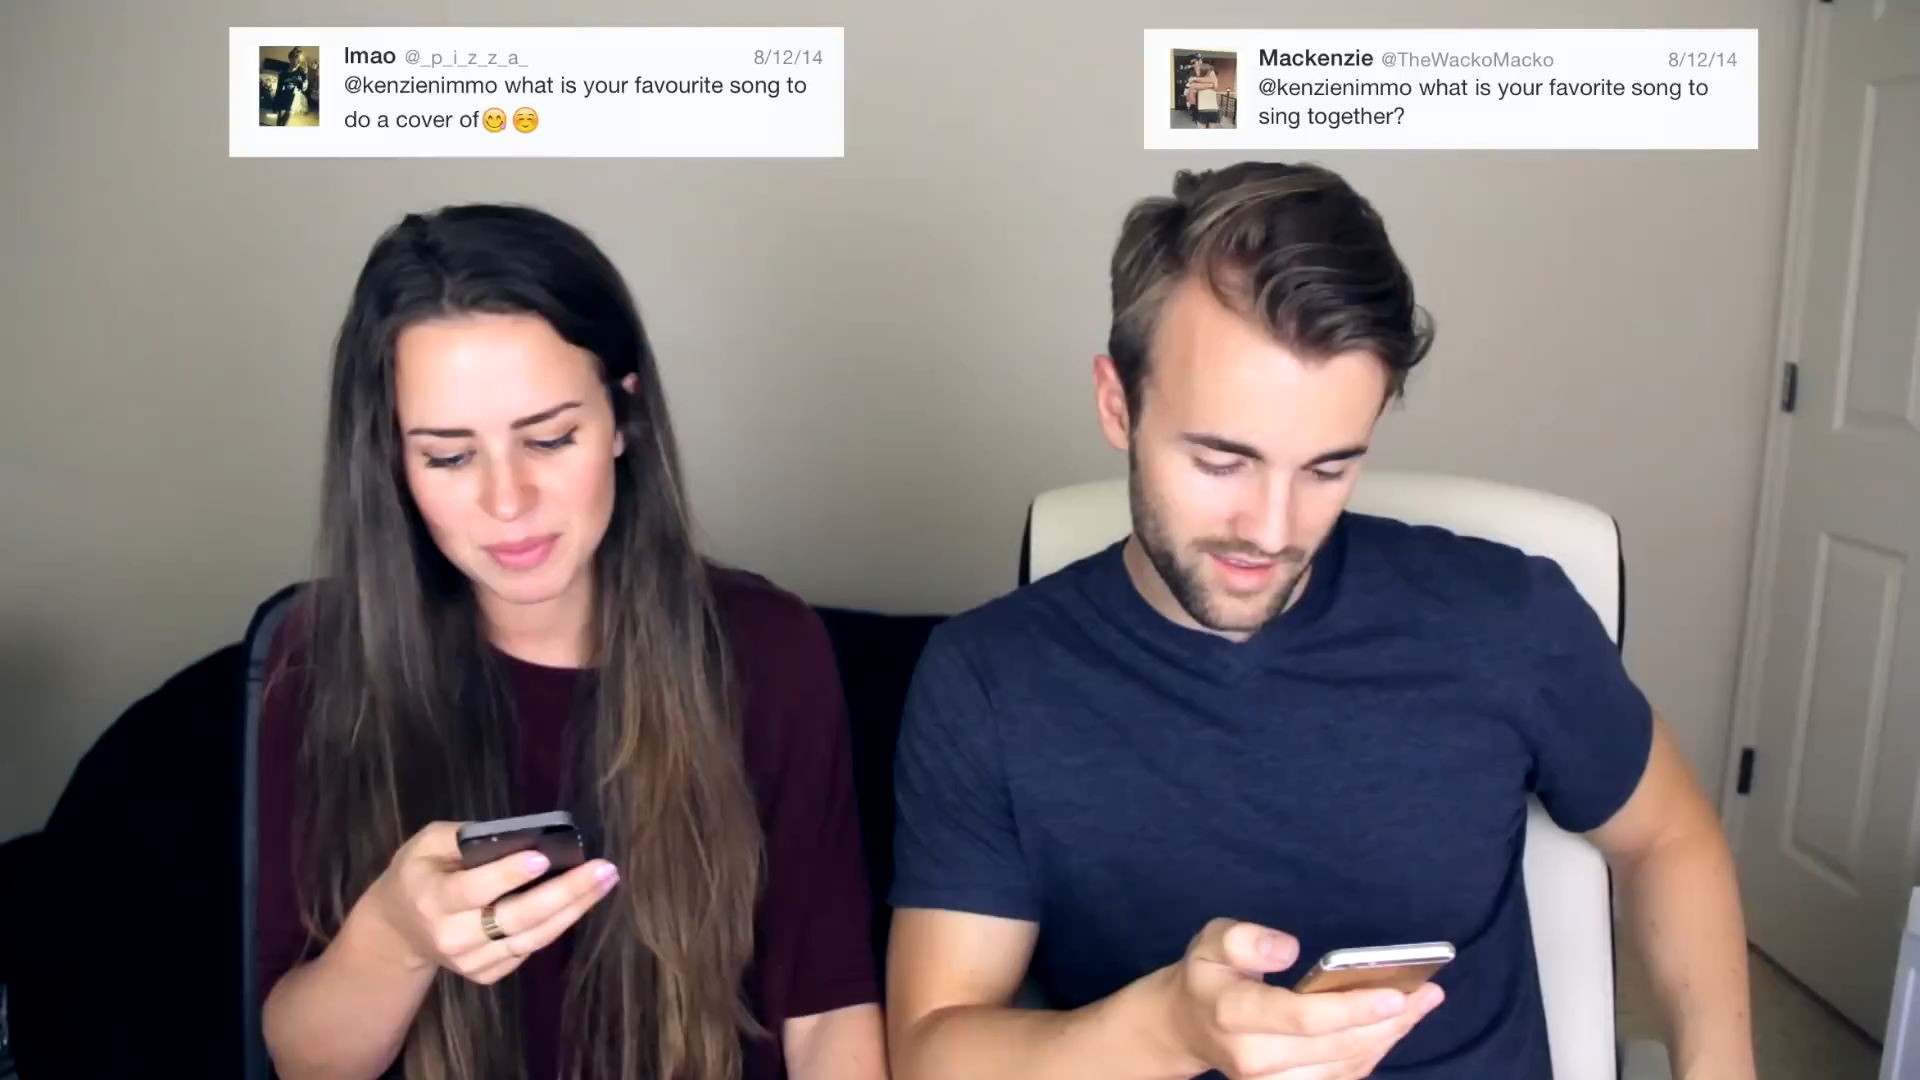 lmao @_p_i_z_z_a_ 8/12/14
@kenzienimmo what is your favourite song to
do a cover of😋☺️
Mackenzie @TheWackoMacko 8/12/14
@kenzienimmo what is your favorite song to
sing together?